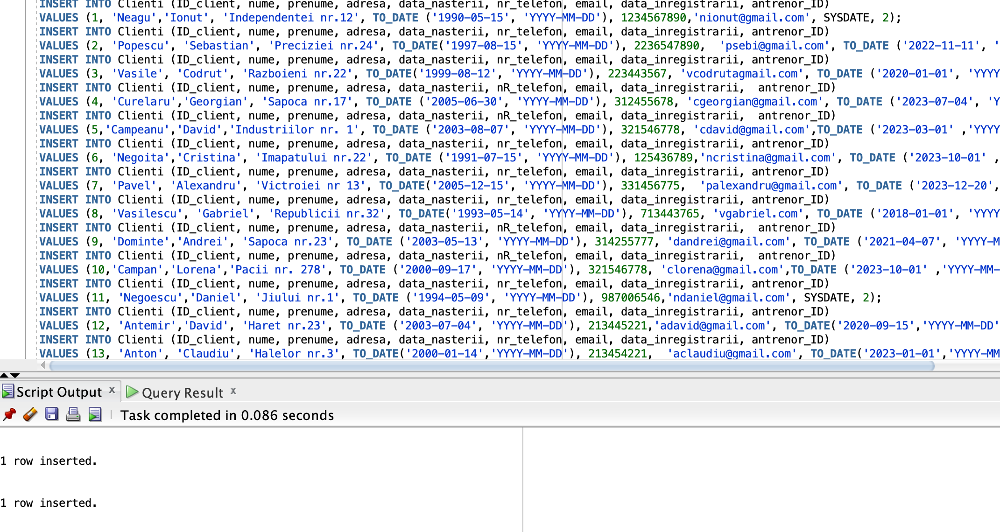 INSERT INTO Clienti (ID_client, nume, prenume, adresa, data_nasterii, nr_telefon, email, data_inregistrarii, antrenor_ID)
VALUES (1, 'Neagu','Ionut', 'Independentei nr.12', TO_DATE ('1990-05-15', 'YYYY-MM-DD'), 1234567890,'nionut@gmail.com', SYSDATE, 2);
INSERT INTO Clienti (ID_client, nume, prenume, adresa, data_nasterii, nr_telefon, email, data_inregistrarii, antrenor_ID)
VALUES (2, 'Popescu', 'Sebastian', 'Preciziei nr.24', TO_DATE('1997-08-15', 'YYYY-MM-DD'), 2236547890,  'psebi@gmail.com', TO_DATE ('2022-11-11', '
INSERT INTO Clienti (ID_client, nume, prenume, adresa, data_nasterii, nr_telefon, email, data_inregistrarii, antrenor_ID)
VALUES (3, 'Vasile', 'Codrut', 'Razboieni nr.22', TO_DATE('1999-08-12', 'YYYY-MM-DD'), 223443567, 'vcodrutagmail.com', TO_DATE ('2020-01-01', 'YYYY
INSERT INTO Clienti (ID_client, nume, prenume, adresa, data_nasterii, nR_telefon, email, data_inregistrarii,  antrenor_ID)
VALUES (4, 'Curelaru','Georgian', 'Sapoca nr.17', TO_DATE ('2005-06-30', 'YYYY-MM-DD'), 312455678, 'cgeorgian@gmail.com', TO_DATE ('2023-07-04', 'Y
INSERT INTO Clienti (ID_client, nume, prenume, adresa, data_nasterii, nR_telefon, email, data_inregistrarii,  antrenor_ID)
VALUES (5,'Campeanu','David','Industriilor nr. 1', TO_DATE ('2003-08-07', 'YYYY-MM-DD'), 321546778, 'cdavid@gmail.com',TO_DATE ('2023-03-01' ,'YYYY
INSERT INTO Clienti (ID_client, nume, prenume, adresa, data_nasterii, nr_telefon, email, data_inregistrarii, antrenor_ID)
VALUES (6, 'Negoita','Cristina', 'Imapatului nr.22', TO_DATE ('1991-07-15', 'YYYY-MM-DD'), 125436789,'ncristina@gmail.com', TO_DATE ('2023-10-01' ,
INSERT INTO Clienti (ID_client, nume, prenume, adresa, data_nasterii, nr_telefon, email, data_inregistrarii, antrenor_ID)
VALUES (7, 'Pavel', 'Alexandru', 'Victroiei nr 13', TO_DATE('2005-12-15', 'YYYY-MM-DD'), 331456775,  'palexandru@gmail.com', TO_DATE ('2023-12-20',
INSERT INTO Clienti (ID_client, nume, prenume, adresa, data_nasterii, nr_telefon, email, data_inregistrarii, antrenor_ID)
VALUES (8, 'Vasilescu', 'Gabriel', 'Republicii nr.32', TO_DATE('1993-05-14', 'YYYY-MM-DD'), 713443765, 'vgabriel.com', TO_DATE ('2018-01-01', 'YYYY
INSERT INTO Clienti (ID_client, nume, prenume, adresa, data_nasterii, nR_telefon, email, data_inregistrarii,  antrenor_ID)
VALUES (9, 'Dominte','Andrei', 'Sapoca nr.23', TO_DATE ('2003-05-13', 'YYYY-MM-DD'), 314255777, 'dandrei@gmail.com', TO_DATE ('2021-04-07', 'YYYY-M
INSERT INTO Clienti (ID_client, nume, prenume, adresa, data_nasterii, nR_telefon, email, data_inregistrarii,  antrenor_ID)
VALUES (10,'Campan','Lorena','Pacii nr. 278', TO_DATE ('2000-09-17', 'YYYY-MM-DD'), 321546778, 'clorena@gmail.com',TO_DATE ('2023-10-01' ,'YYYY-MM-
INSERT INTO Clienti (ID_client, nume, prenume, adresa, data_nasterii, nr_telefon, email, data_inregistrarii, antrenor_ID)
VALUES (11, 'Negoescu','Daniel', 'Jiului nr.1', TO_DATE ('1994-05-09', 'YYYY-MM-DD'), 987006546,'ndaniel@gmail.com', SYSDATE, 2);
INSERT INTO Clienti (ID_client, nume, prenume, adresa, data_nasterii, nr_telefon, email, data_inregistrarii, antrenor_ID)
VALUES (12, 'Antemir','David', 'Haret nr.23', TO_DATE ('2003-07-04', 'YYYY-MM-DD'), 213445221,'adavid@gmail.com', TO_DATE('2020-09-15','YYYY-MM-DD'
INSERT INTO Clienti (ID_client, nume, prenume, adresa, data_nasterii, nr_telefon, email, data_inregistrarii, antrenor_ID)
VALUES (13, 'Anton', 'Claudiu', 'Halelor nr.3', TO_DATE('2000-01-14','YYYY-MM-DD'), 213454221,  'aclaudiu@gmail.com', TO_DATE('2023-01-01','YYYY-MM
Script Output x Query Result x
Task completed in 0.086 seconds
1 row inserted.
1 row inserted.